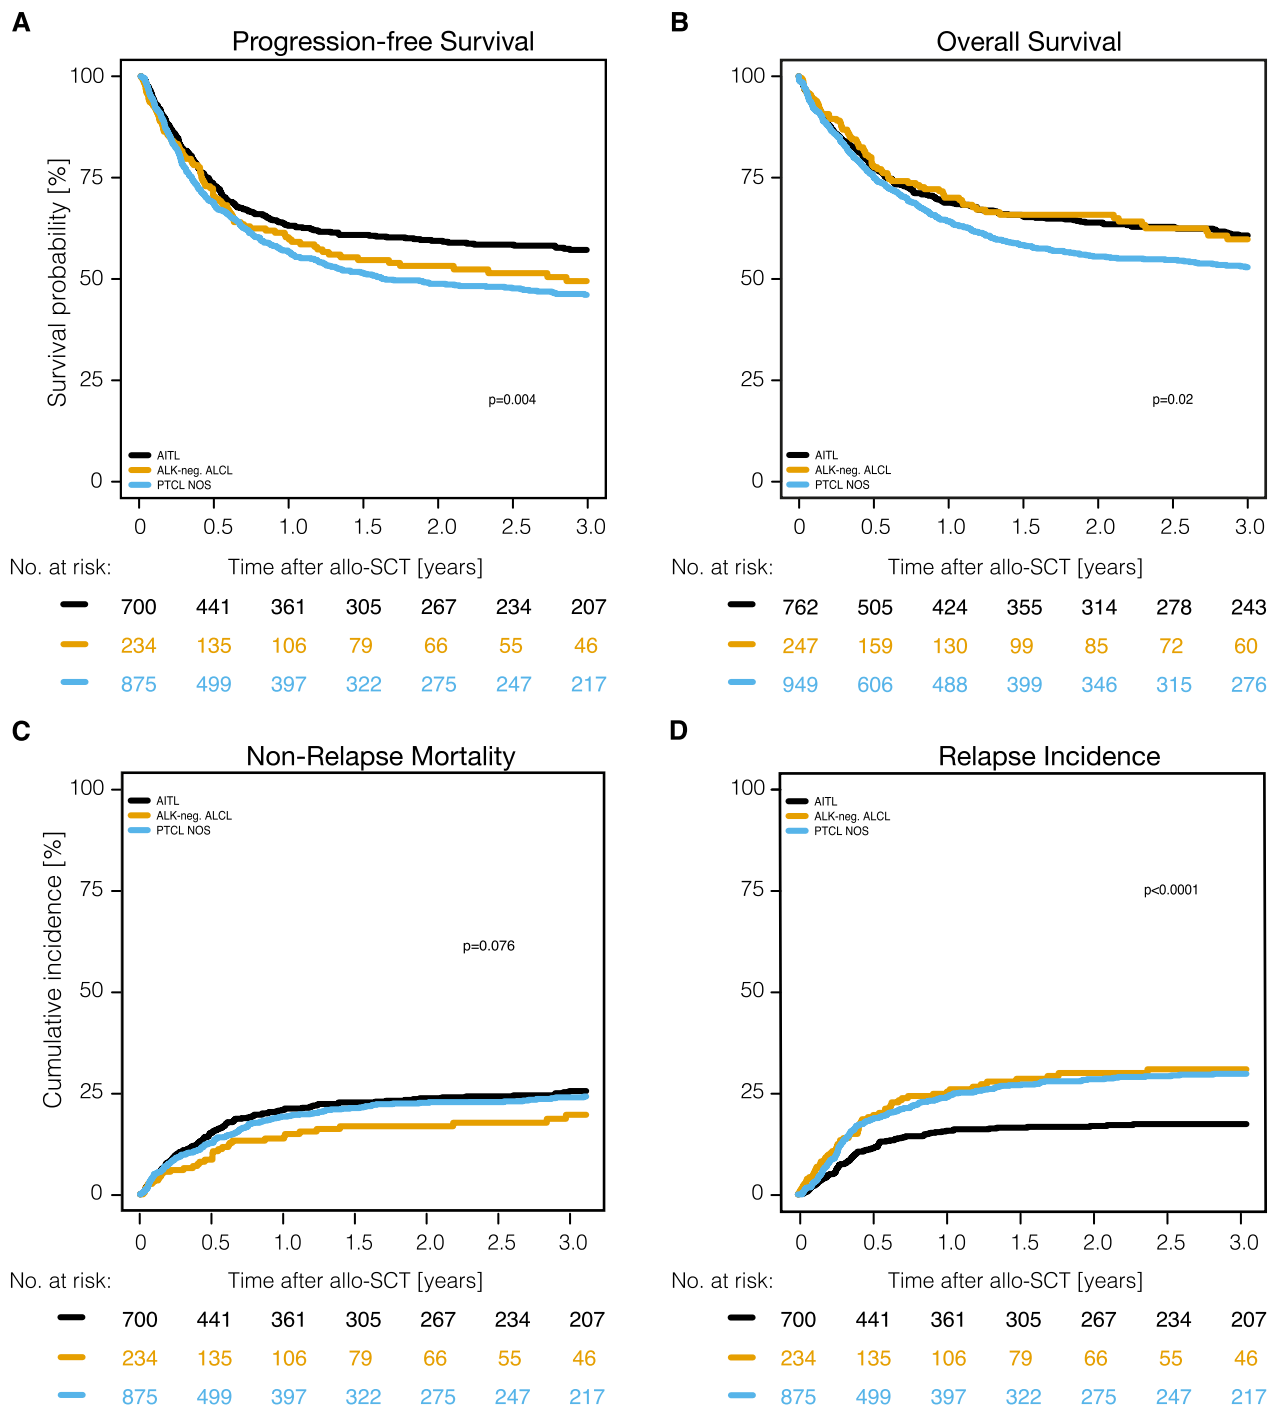 A
Progression-free Survival
Survival probability [%]
100
75
50
25
0
p=0.004
AITL
ALK-neg. ALCL
PTCL NOS
0 0.5 1.0 1.5 2.0 2.5 3.0
No. at risk: Time after allo-SCT [years]
700 441 361 305 267 234 207
234 135 106 79 66 55 46
875 499 397 322 275 247 217
B
Overall Survival
100
75
50
25
0
p=0.02
AITL
ALK-neg. ALCL
PTCL NOS
0 0.5 1.0 1.5 2.0 2.5 3.0
No. at risk: Time after allo-SCT [years]
762 505 424 355 314 278 243
247 159 130 99 85 72 60
949 606 488 399 346 315 276
C
Non-Relapse Mortality
Cumulative incidence [%]
100
AITL
ALK-neg. ALCL
PTCL NOS
75
p=0.076
50
25
0
0 0.5 1.0 1.5 2.0 2.5 3.0
No. at risk: Time after allo-SCT [years]
700 441 361 305 267 234 207
234 135 106 79 66 55 46
875 499 397 322 275 247 217
D
Relapse Incidence
100
AITL
ALK-neg. ALCL
PTCL NOS
75
p<0.0001
50
25
0
0 0.5 1.0 1.5 2.0 2.5 3.0
No. at risk: Time after allo-SCT [years]
700 441 361 305 267 234 207
234 135 106 79 66 55 46
875 499 397 322 275 247 217